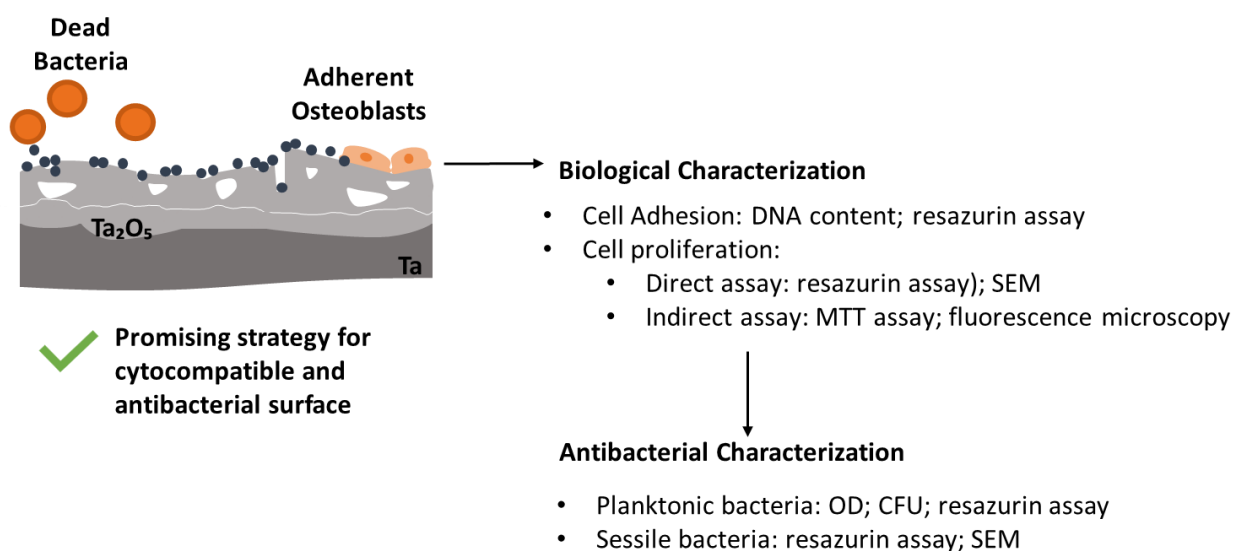 Dead
Bacteria
Adherent
Osteoblasts
Ta₂O₅
Ta
Promising strategy for
cytocompatible and
antibacterial surface
Biological Characterization
• Cell Adhesion: DNA content; resazurin assay
• Cell proliferation:
• Direct assay: resazurin assay); SEM
• Indirect assay: MTT assay; fluorescence microscopy
Antibacterial Characterization
• Planktonic bacteria: OD; CFU; resazurin assay
• Sessile bacteria: resazurin assay; SEM